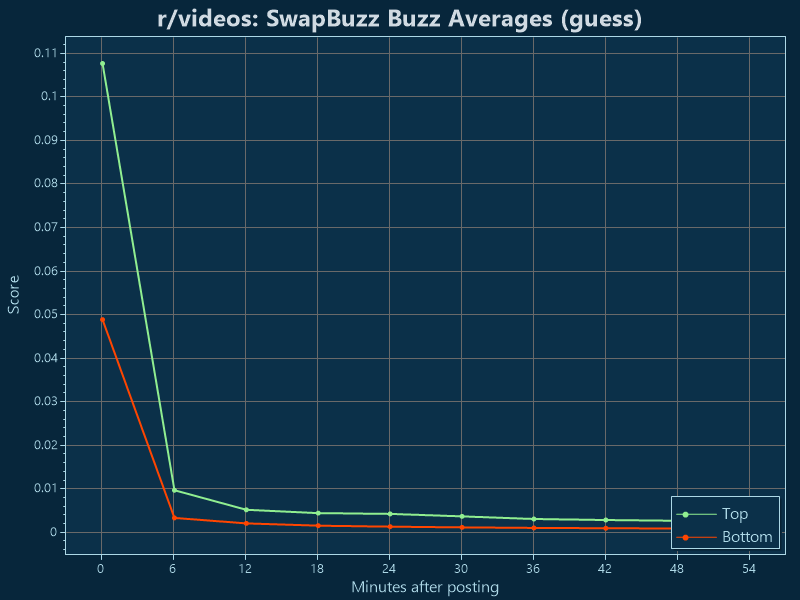 r/videos: SwapBuzz Buzz Averages (guess)
0.11
0.1
0.09
0.08
0.07
0.06
0.05
0.04
0.03
0.02
0.01
0
Score
0 6 12 18 24 30 36 42 48 54
Minutes after posting
Top
Bottom